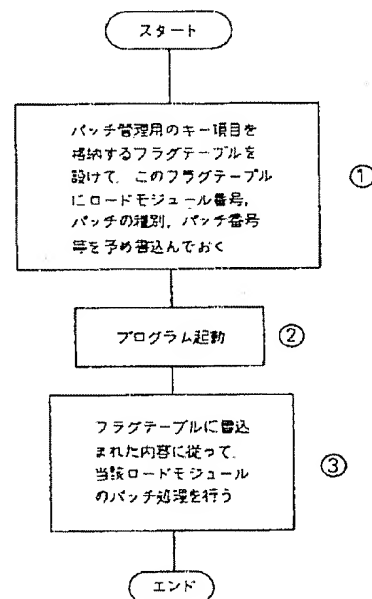 スタート
パッチ管理用のキー項目を
格納するフラグテーブルを
設けて, このフラグテーブル
にロードモジュール番号,
パッチの種別, パッチ番号
等を予め書込んでおく
①
プログラム起動
②
フラグテーブルに書込
まれた内容に従って,
当該ロードモジュール
のパッチ処理を行う
③
エンド